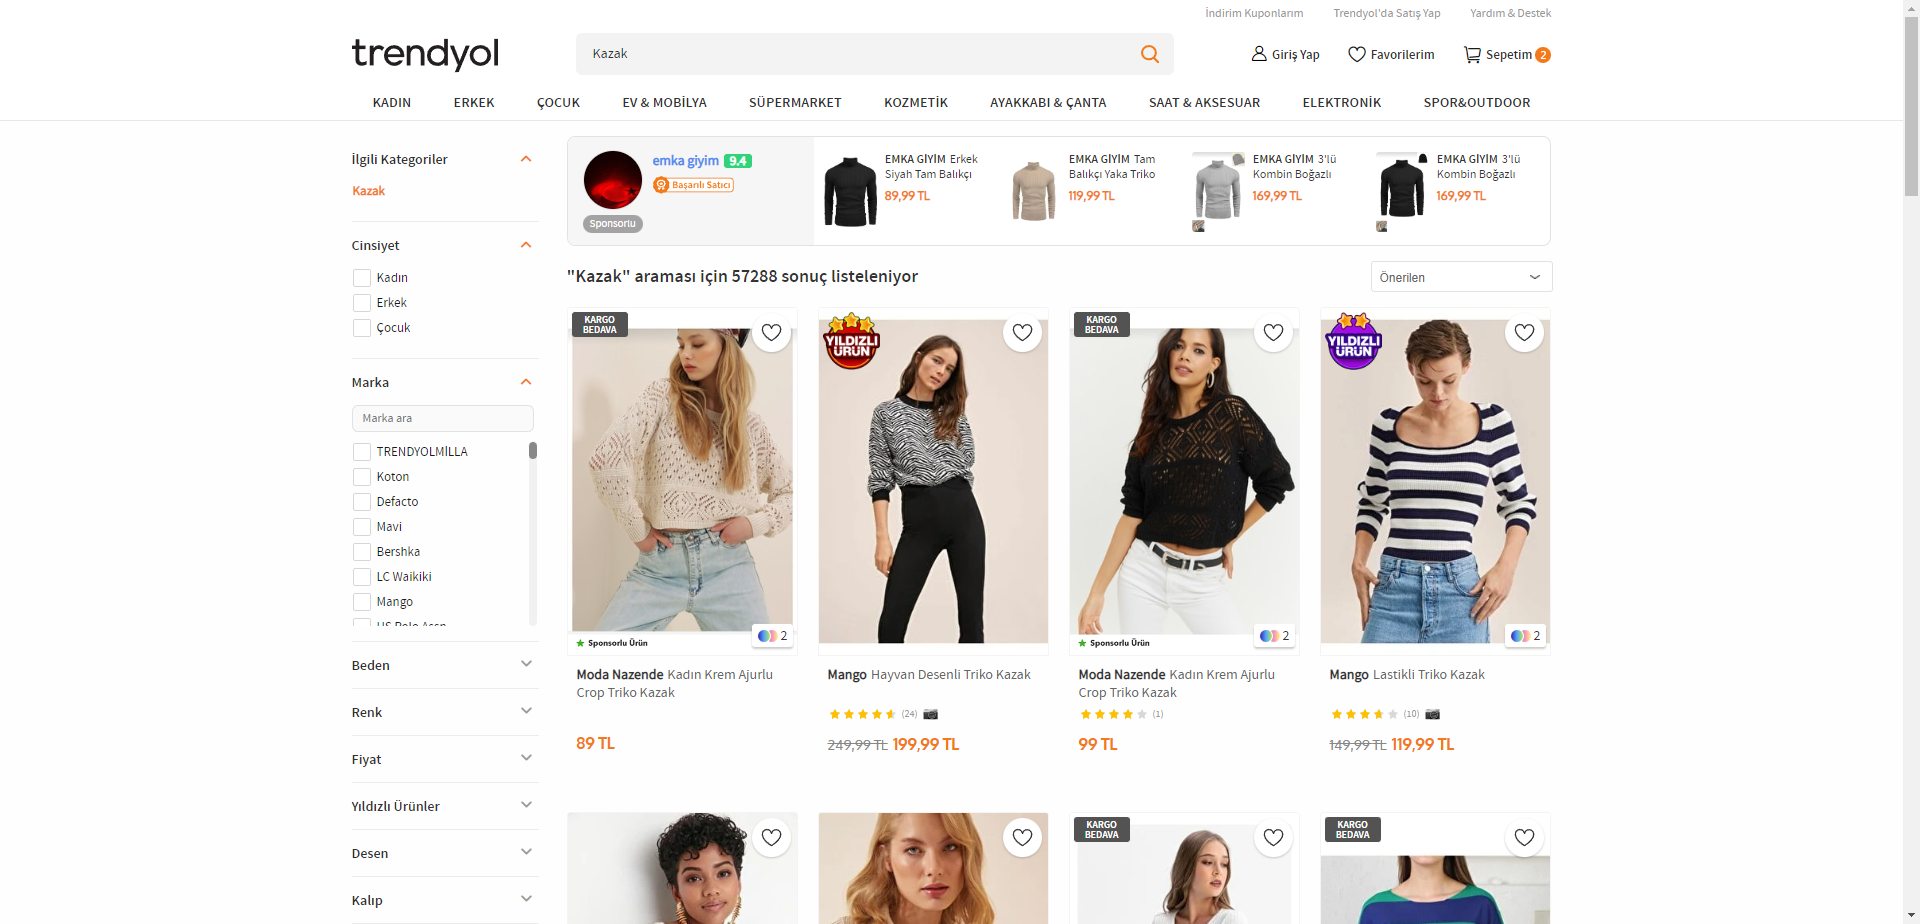 İndirim Kuponlarım
Trendyol'da Satış Yap
Yardım & Destek
trendyol
Kazak
Giriş Yap
Favorilerim
Sepetim 2
KADIN
ERKEK
ÇOCUK
EV & MOBİLYA
SÜPERMARKET
KOZMETİK
AYAKKABI & ÇANTA
SAAT & AKSESUAR
ELEKTRONİK
SPOR&OUTDOOR
İlgili Kategoriler
Kazak
Cinsiyet
Kadın
Erkek
Çocuk
Marka
Marka ara
TRENDYOLMİLLA
Koton
Defacto
Mavi
Bershka
LC Waikiki
Mango
US Polo Assn
Beden
Renk
Fiyat
Yıldızlı Ürünler
Desen
Kalıp
emka giyim 9.4
Başarılı Satıcı
Sponsorlu
EMKA GİYİM Erkek
Siyah Tam Balıkçı
89,99 TL
EMKA GİYİM Tam
Balıkçı Yaka Triko
119,99 TL
EMKA GİYİM 3'lü
Kombin Boğazlı
169,99 TL
EMKA GİYİM 3'lü
Kombin Boğazlı
169,99 TL
"Kazak" araması için 57288 sonuç listeleniyor
Önerilen
KARGO
BEDAVA
Sponsorlu Ürün
2
Moda Nazende Kadın Krem Ajurlu
Crop Triko Kazak
89 TL
YILDIZLI
ÜRÜN
Mango Hayvan Desenli Triko Kazak
(24)
249,99 TL 199,99 TL
KARGO
BEDAVA
Sponsorlu Ürün
2
Moda Nazende Kadın Krem Ajurlu
Crop Triko Kazak
(1)
99 TL
YILDIZLI
ÜRÜN
2
Mango Lastikli Triko Kazak
(10)
149,99 TL 119,99 TL
KARGO
BEDAVA
KARGO
BEDAVA